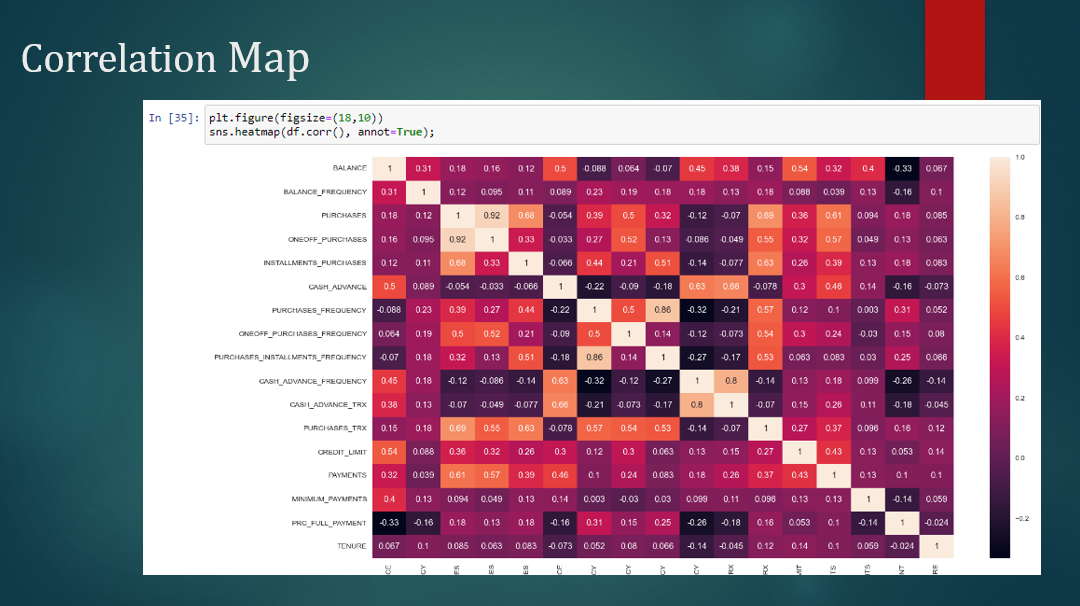 Correlation Map
In [35]: plt.figure(figsize=(18,10))
sns.heatmap(df.corr(), annot=True);
BALANCE 1 0.31 0.18 0.16 0.12 0.5 -0.088 0.064 -0.07 0.45 0.38 0.15 0.54 0.32 0.4 -0.33 0.067
BALANCE_FREQUENCY 0.31 1 0.12 0.095 0.11 0.089 0.23 0.19 0.18 0.18 0.13 0.18 0.088 0.039 0.13 -0.16 0.1
PURCHASES 0.18 0.12 1 0.92 0.68 -0.054 0.39 0.5 0.32 -0.12 -0.07 0.69 0.36 0.61 0.094 0.18 0.085
ONEOFF_PURCHASES 0.16 0.095 0.92 1 0.33 -0.033 0.27 0.52 0.13 -0.086 -0.049 0.55 0.32 0.57 0.049 0.13 0.063
INSTALLMENTS_PURCHASES 0.12 0.11 0.68 0.33 1 -0.066 0.44 0.21 0.51 -0.14 -0.077 0.63 0.26 0.39 0.13 0.18 0.083
CASH_ADVANCE 0.5 0.089 -0.054 -0.033 -0.066 1 -0.22 -0.09 -0.18 0.63 0.66 -0.078 0.3 0.46 0.14 -0.16 -0.073
PURCHASES_FREQUENCY -0.088 0.23 0.39 0.27 0.44 -0.22 1 0.5 0.86 -0.32 -0.21 0.57 0.12 0.1 0.003 0.31 0.052
ONEOFF_PURCHASES_FREQUENCY 0.064 0.19 0.5 0.52 0.21 -0.09 0.5 1 0.14 -0.12 -0.073 0.54 0.3 0.24 -0.03 0.15 0.08
PURCHASES_INSTALLMENTS_FREQUENCY -0.07 0.18 0.32 0.13 0.51 -0.18 0.86 0.14 1 -0.27 -0.17 0.53 0.063 0.083 0.03 0.25 0.066
CASH_ADVANCE_FREQUENCY 0.45 0.18 -0.12 -0.086 -0.14 0.63 -0.32 -0.12 -0.27 1 0.8 -0.14 0.13 0.18 0.099 -0.26 -0.14
CASH_ADVANCE_TRX 0.38 0.13 -0.07 -0.049 -0.077 0.66 -0.21 -0.073 -0.17 0.8 1 -0.07 0.15 0.26 0.11 -0.18 -0.045
PURCHASES_TRX 0.15 0.18 0.69 0.55 0.63 -0.078 0.57 0.54 0.53 -0.14 -0.07 1 0.27 0.37 0.096 0.16 0.12
CREDIT_LIMIT 0.54 0.088 0.36 0.32 0.26 0.3 0.12 0.3 0.063 0.13 0.15 0.27 1 0.43 0.13 0.053 0.14
PAYMENTS 0.32 0.039 0.61 0.57 0.39 0.46 0.1 0.24 0.083 0.18 0.26 0.37 0.43 1 0.13 0.1 0.1
MINIMUM_PAYMENTS 0.4 0.13 0.094 0.049 0.13 0.14 0.003 -0.03 0.03 0.099 0.11 0.096 0.13 0.13 1 -0.14 0.059
PRC_FULL_PAYMENT -0.33 -0.16 0.18 0.13 0.18 -0.16 0.31 0.15 0.25 -0.26 -0.18 0.16 0.053 0.1 -0.14 1 -0.024
TENURE 0.067 0.1 0.085 0.063 0.083 -0.073 0.052 0.08 0.066 -0.14 -0.045 0.12 0.14 0.1 0.059 -0.024 1
CE CY ES ES ES CE CY CY CY CY RX RX MIT TS TS NT RE
1.0
0.8
0.6
0.4
0.2
0.0
-0.2